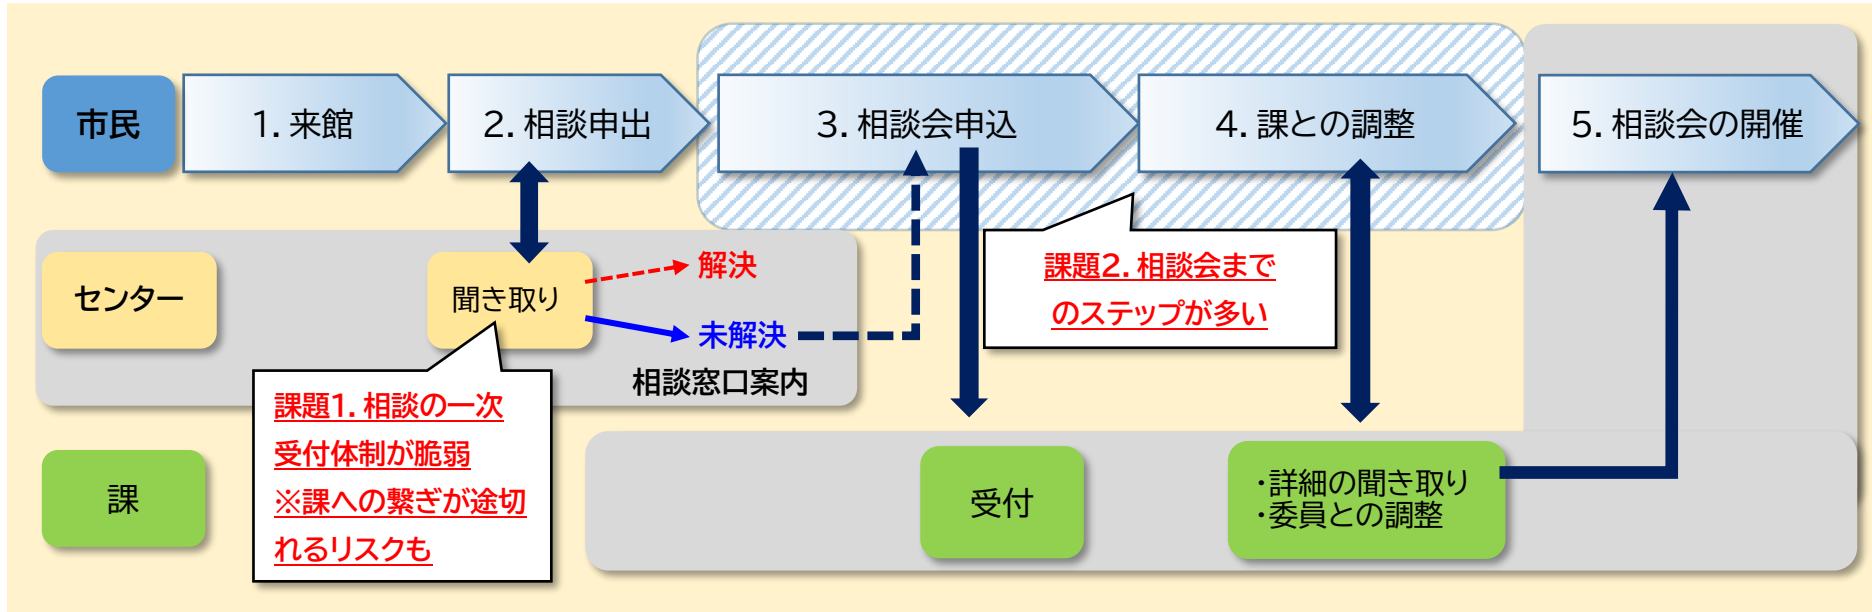 市民
1. 来館
2. 相談申出
3. 相談会申込
4. 課との調整
5. 相談会の開催
センター
聞き取り
解決
未解決
相談窓口案内
課題1. 相談の一次
受付体制が脆弱
※課への繋ぎが途切
れるリスクも
課題2. 相談会まで
のステップが多い
課
受付
・詳細の聞き取り
・委員との調整